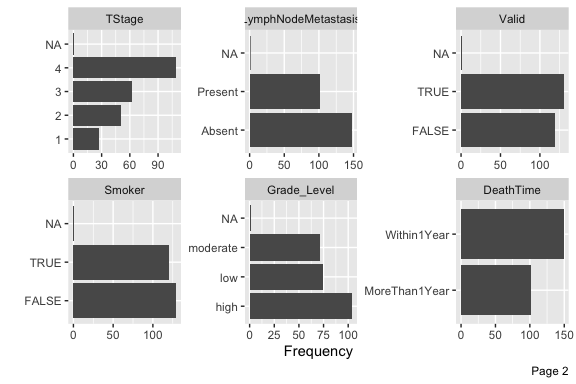 TStage
NA
4
3
2
1
0 30 60 90
LymphNodeMetastasis
NA
Present
Absent
0 50 100 150
Valid
NA
TRUE
FALSE
0 50 100
Smoker
NA
TRUE
FALSE
0 50 100
Grade_Level
NA
moderate
low
high
0 25 50 75 100
DeathTime
Within1Year
MoreThan1Year
0 50 100 150
Frequency
Page 2